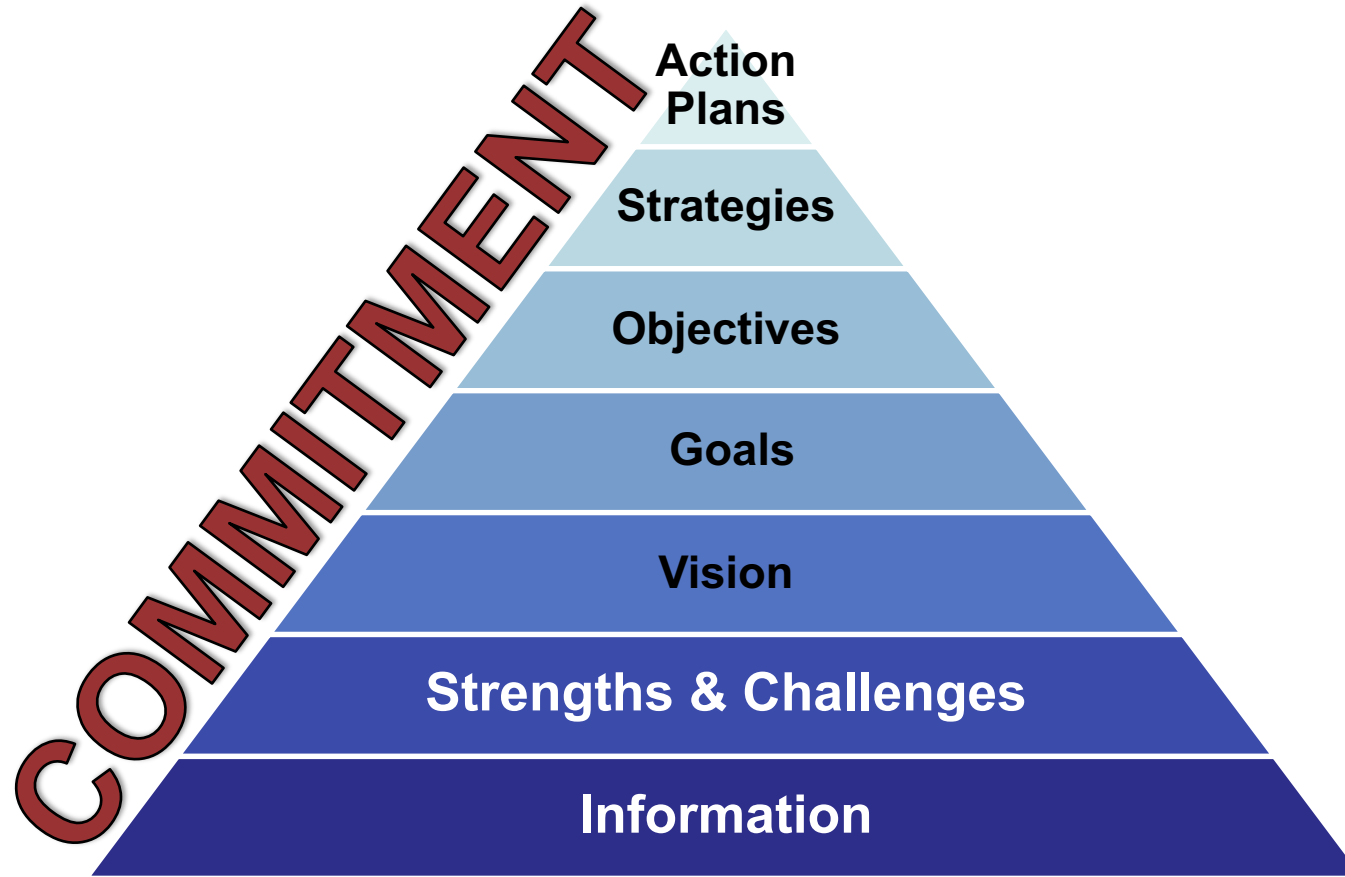 COMMITMENT
Action
Plans
Strategies
Objectives
Goals
Vision
Strengths & Challenges
Information